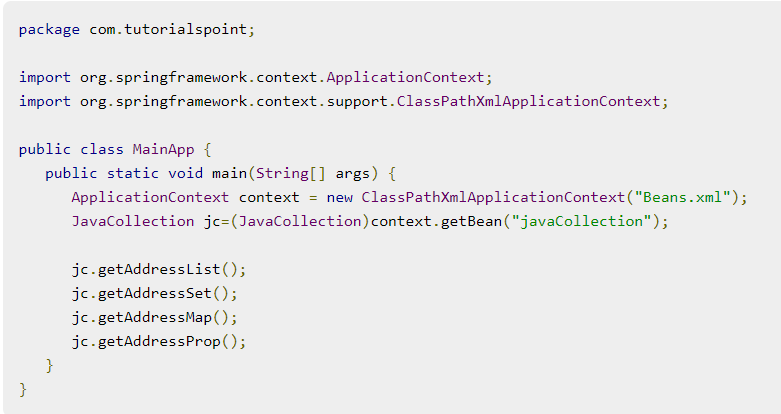 package com.tutorialspoint;
import org.springframework.context.ApplicationContext;
import org.springframework.context.support.ClassPathXmlApplicationContext;
public class MainApp {
public static void main(String[] args) {
ApplicationContext context = new ClassPathXmlApplicationContext("Beans.xml");
JavaCollection jc=(JavaCollection)context.getBean("javaCollection");
jc.getAddressList();
jc.getAddressSet();
jc.getAddressMap();
jc.getAddressProp();
}
}